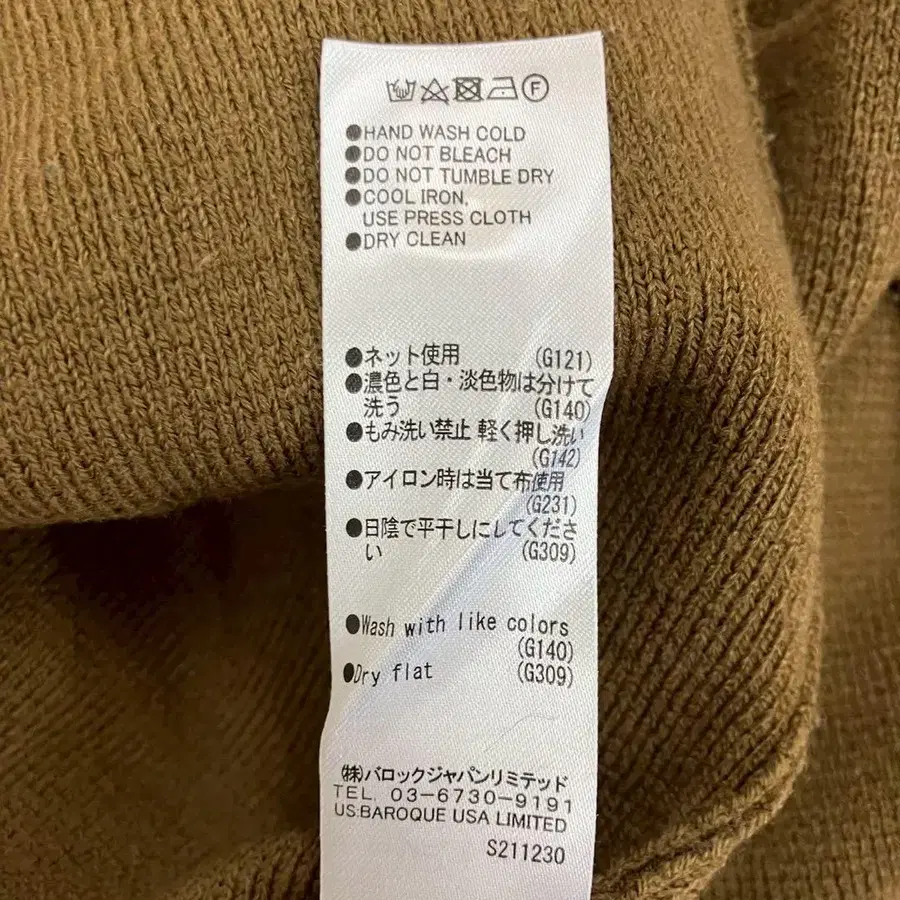 F
●HAND WASH COLD
●DO NOT BLEACH
●DO NOT TUMBLE DRY
●COOL IRON,
USE PRESS CLOTH
●DRY CLEAN
●ネット使用 (G121)
●濃色と白・淡色物は分けて
洗う (G140)
●もみ洗い禁止 軽く押し洗い
(G142)
●アイロン時は当て布使用
(G231)
●日陰で平干しにしてくださ
い (G309)
●Wash with like colors
(G140)
●Dry flat (G309)
㈱バロックジャパンリミテッド
TEL. 03-6730-9191
US:BAROQUE USA LIMITED
S211230